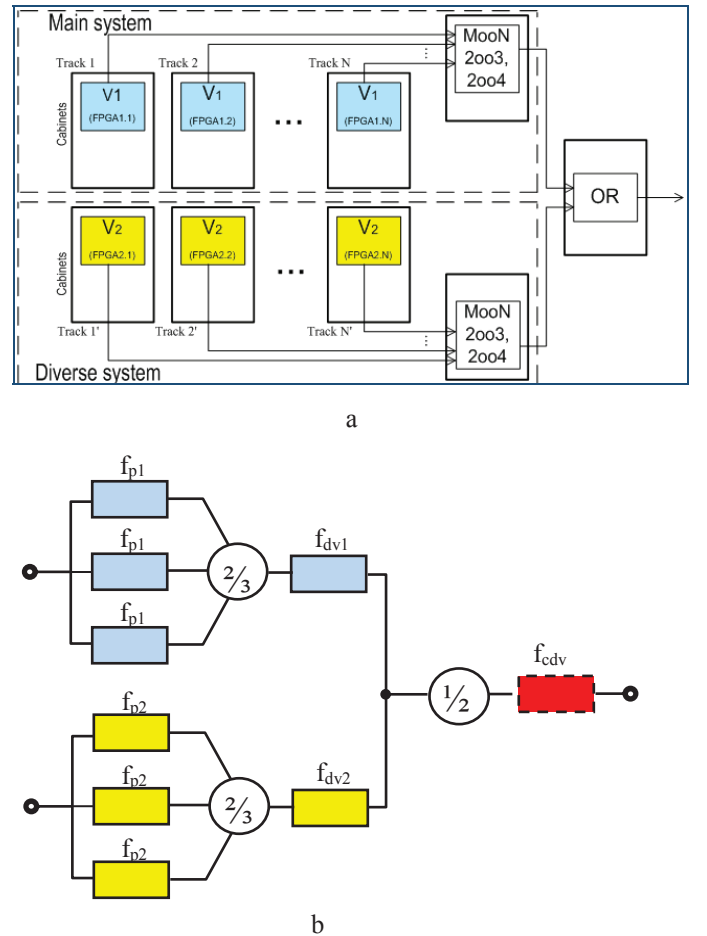 Main system
Track 1
Track 2
Track N
Cabinets
V1
(FPGA1.1)
V1
(FPGA1.2)
...
V1
(FPGA1.N)
...
MooN
2oo3,
2oo4
OR
Cabinets
V2
(FPGA2.1)
V2
(FPGA2.2)
...
V2
(FPGA2.N)
Track 1'
Track 2'
Track N'
...
MooN
2oo3,
2oo4
Diverse system
a
fp1
fp1
fp1
2/3
fdv1
fp2
fp2
fp2
2/3
fdv2
1/2
fcdv
b